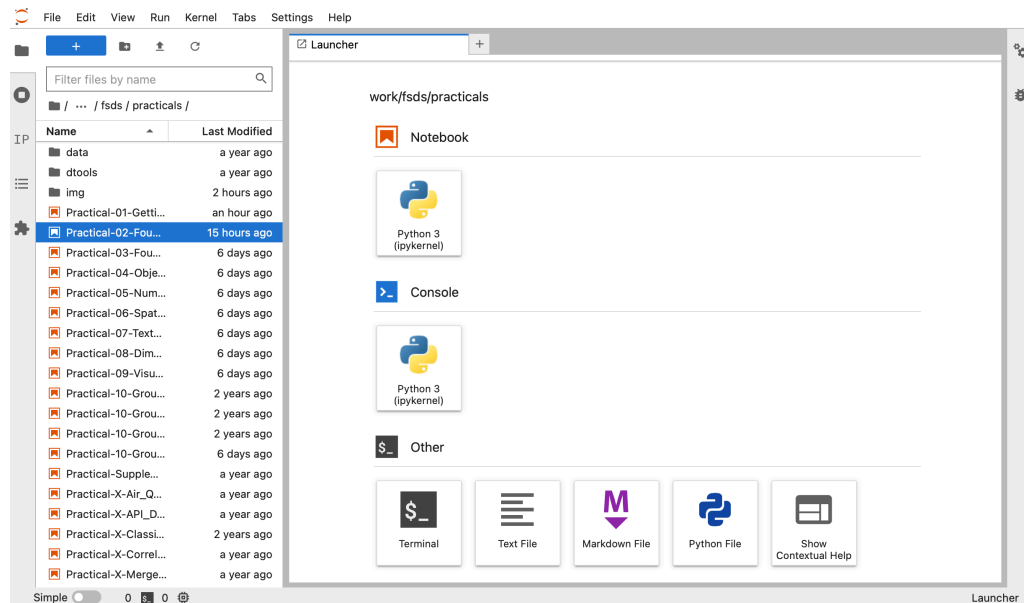 File Edit View Run Kernel Tabs Settings Help
+
Launcher
+
Filter files by name
/ ··· / fsds / practicals /
IP
Name Last Modified
data a year ago
dtools a year ago
img 2 hours ago
Practical-01-Getti... an hour ago
Practical-02-Fou... 15 hours ago
Practical-03-Fou... 6 days ago
Practical-04-Obje... 6 days ago
Practical-05-Num... 6 days ago
Practical-06-Spat... 6 days ago
Practical-07-Text... 6 days ago
Practical-08-Dim... 6 days ago
Practical-09-Visu... 6 days ago
Practical-10-Grou... 2 years ago
Practical-10-Grou... 2 years ago
Practical-10-Grou... 2 years ago
Practical-10-Grou... 6 days ago
Practical-Supple... a year ago
Practical-X-Air_Q... a year ago
Practical-X-API_D... a year ago
Practical-X-Classi... 2 years ago
Practical-X-Correl... a year ago
Practical-X-Merge... a year ago
work/fsds/practicals
Notebook
Python 3
(ipykernel)
>_ Console
Python 3
(ipykernel)
$_ Other
$_
Terminal
Text File
M
Markdown File
Python File
Show
Contextual Help
Simple 0 $_ 0 Launcher